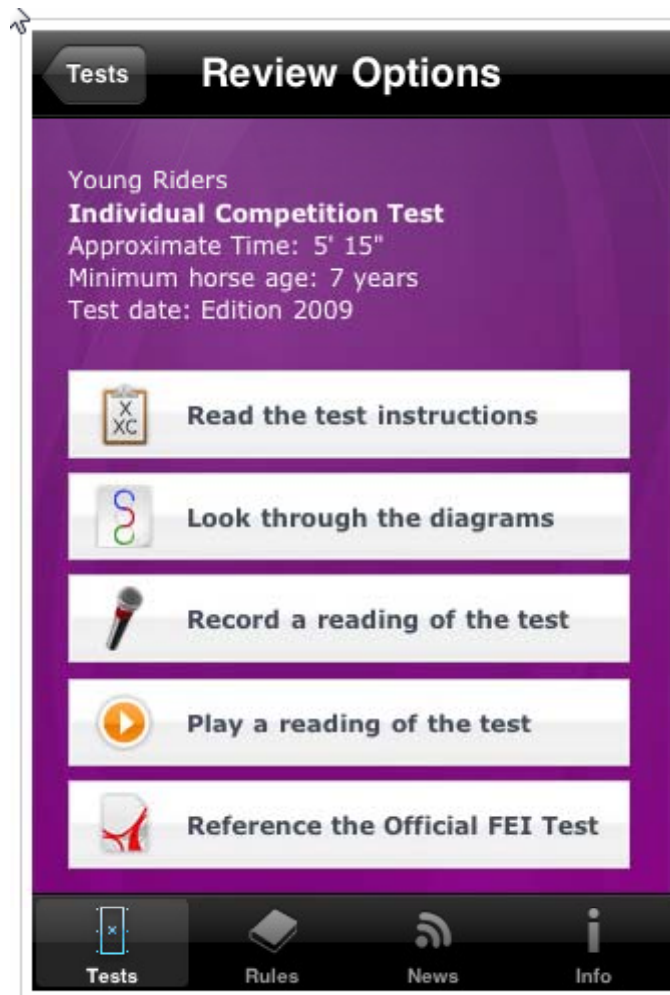 Tests
Review Options
Young Riders
Individual Competition Test
Approximate Time: 5' 15"
Minimum horse age: 7 years
Test date: Edition 2009
X
XC
Read the test instructions
Look through the diagrams
Record a reading of the test
Play a reading of the test
Reference the Official FEI Test
Tests
Rules
News
Info